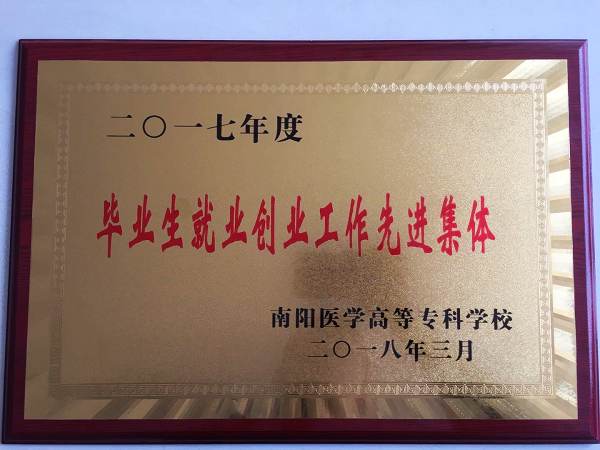 二〇一七年度
毕业生就业创业工作先进集体
南阳医学高等专科学校
二〇一八年三月